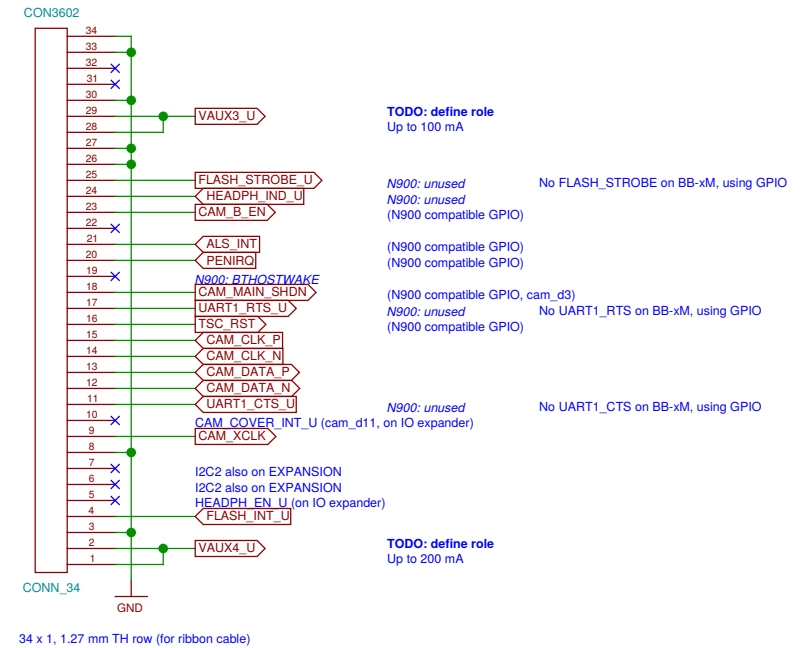 CON3602
34
33
32
31
30
29 VAUX3_U TODO: define role
28 Up to 100 mA
27
26
25 FLASH_STROBE_U N900: unused No FLASH_STROBE on BB-xM, using GPIO
24 HEADPH_IND_U N900: unused
23 CAM_B_EN (N900 compatible GPIO)
22
21 ALS_INT (N900 compatible GPIO)
20 PENIRQ (N900 compatible GPIO)
19 N900: BTHOSTWAKE
18 CAM_MAIN_SHDN (N900 compatible GPIO, cam_d3)
17 UART1_RTS_U N900: unused No UART1_RTS on BB-xM, using GPIO
16 TSC_RST (N900 compatible GPIO)
15 CAM_CLK_P
14 CAM_CLK_N
13 CAM_DATA_P
12 CAM_DATA_N
11 UART1_CTS_U N900: unused No UART1_CTS on BB-xM, using GPIO
10 CAM_COVER_INT_U (cam_d11, on IO expander)
9 CAM_XCLK
8
7 I2C2 also on EXPANSION
6 I2C2 also on EXPANSION
5 HEADPH_EN_U (on IO expander)
4 FLASH_INT_U
3
2 VAUX4_U TODO: define role
1 Up to 200 mA
CONN_34
GND
34 x 1, 1.27 mm TH row (for ribbon cable)